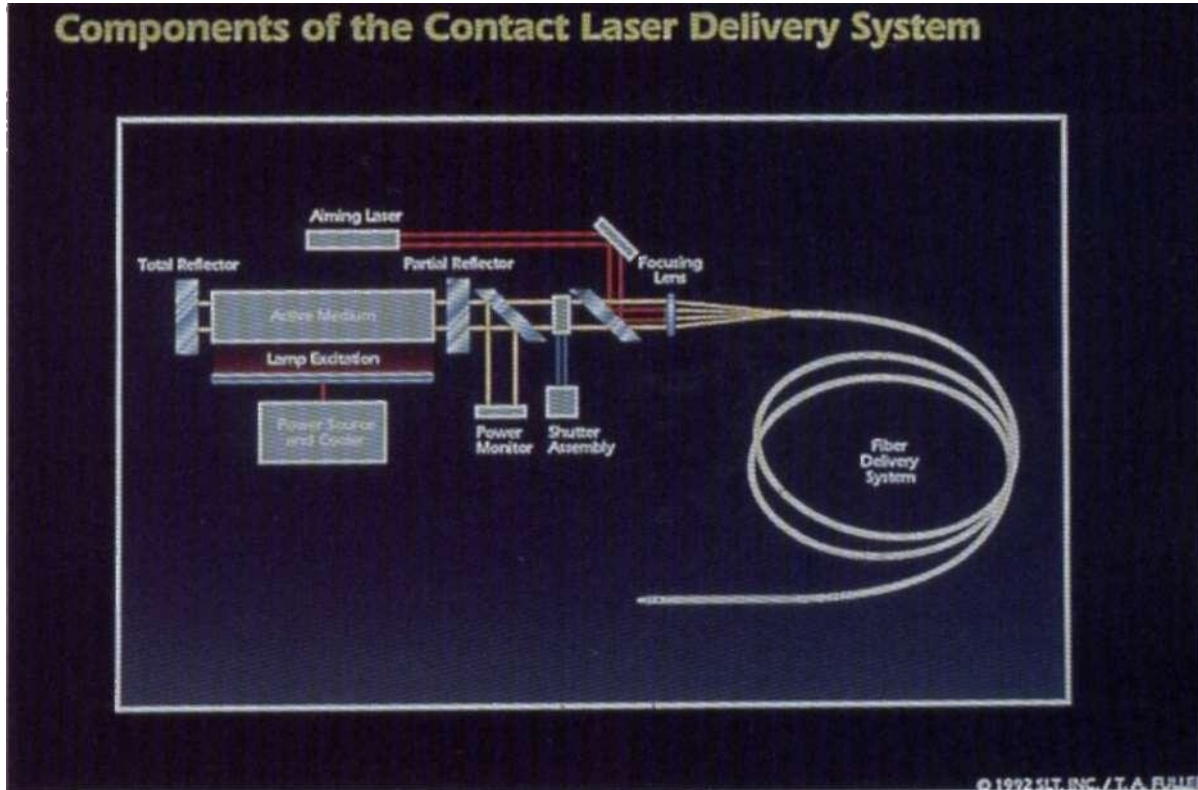 Components of the Contact Laser Delivery System
Aiming Laser
Total Reflector
Partial Reflector
Focusing
Lens
Active Medium
Lamp Excitation
Power Source
and Cooler
Power
Monitor
Shutter
Assembly
Fiber
Delivery
System
© 1992 SLT, INC. / T. A. FULLER